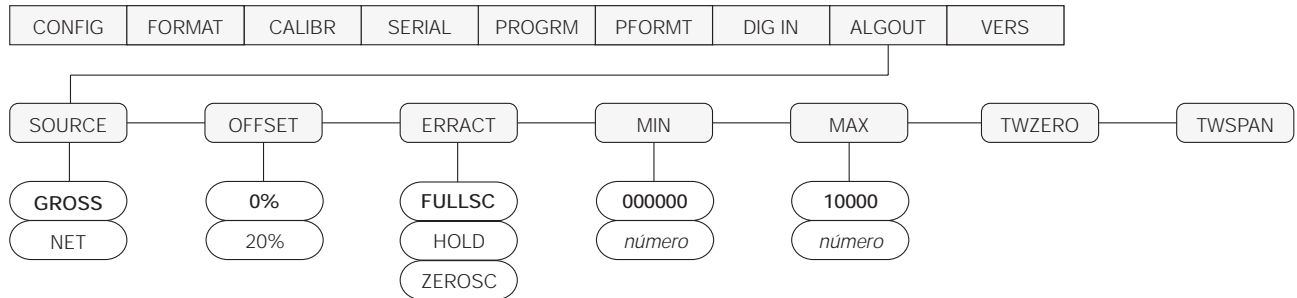 CONFIG FORMAT CALIBR SERIAL PROGRM PFORMT DIG IN ALGOUT VERS
SOURCE OFFSET ERRACT MIN MAX TWZERO TWSPAN
GROSS 0% FULLSC 000000 10000
NET 20% HOLD número número
ZEROSC